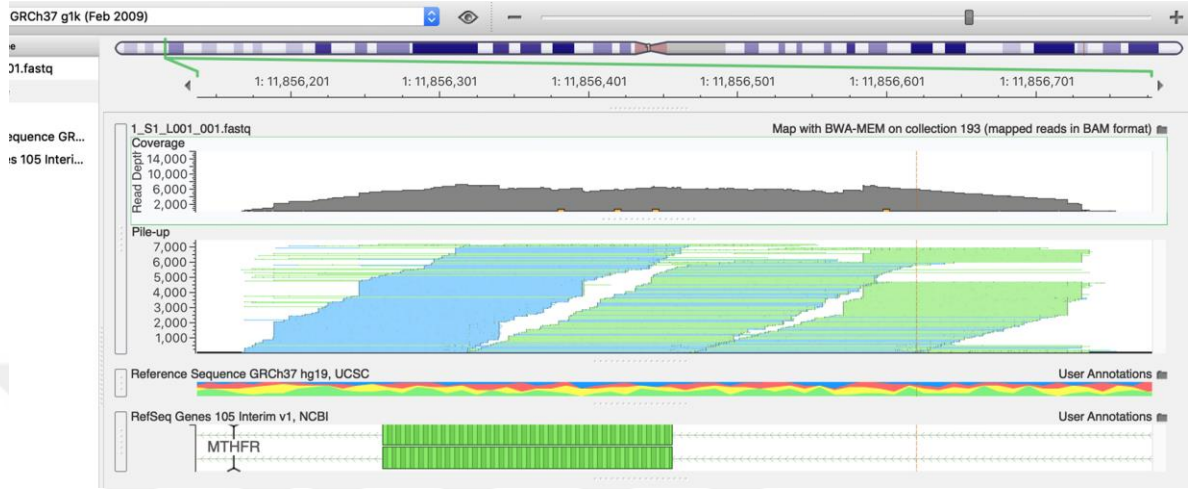 GRCh37 g1k (Feb 2009)
1
01.fastq
equence GR...
es 105 Interi...
1: 11,856,201 1: 11,856,301 1: 11,856,401 1: 11,856,501 1: 11,856,601 1: 11,856,701
1_S1_L001_001.fastq Map with BWA-MEM on collection 193 (mapped reads in BAM format)
Coverage
Read Depth
14,000
10,000
6,000
2,000
Pile-up
7,000
6,000
5,000
4,000
3,000
2,000
1,000
Reference Sequence GRCh37 hg19, UCSC User Annotations
RefSeq Genes 105 Interim v1, NCBI User Annotations
MTHFR